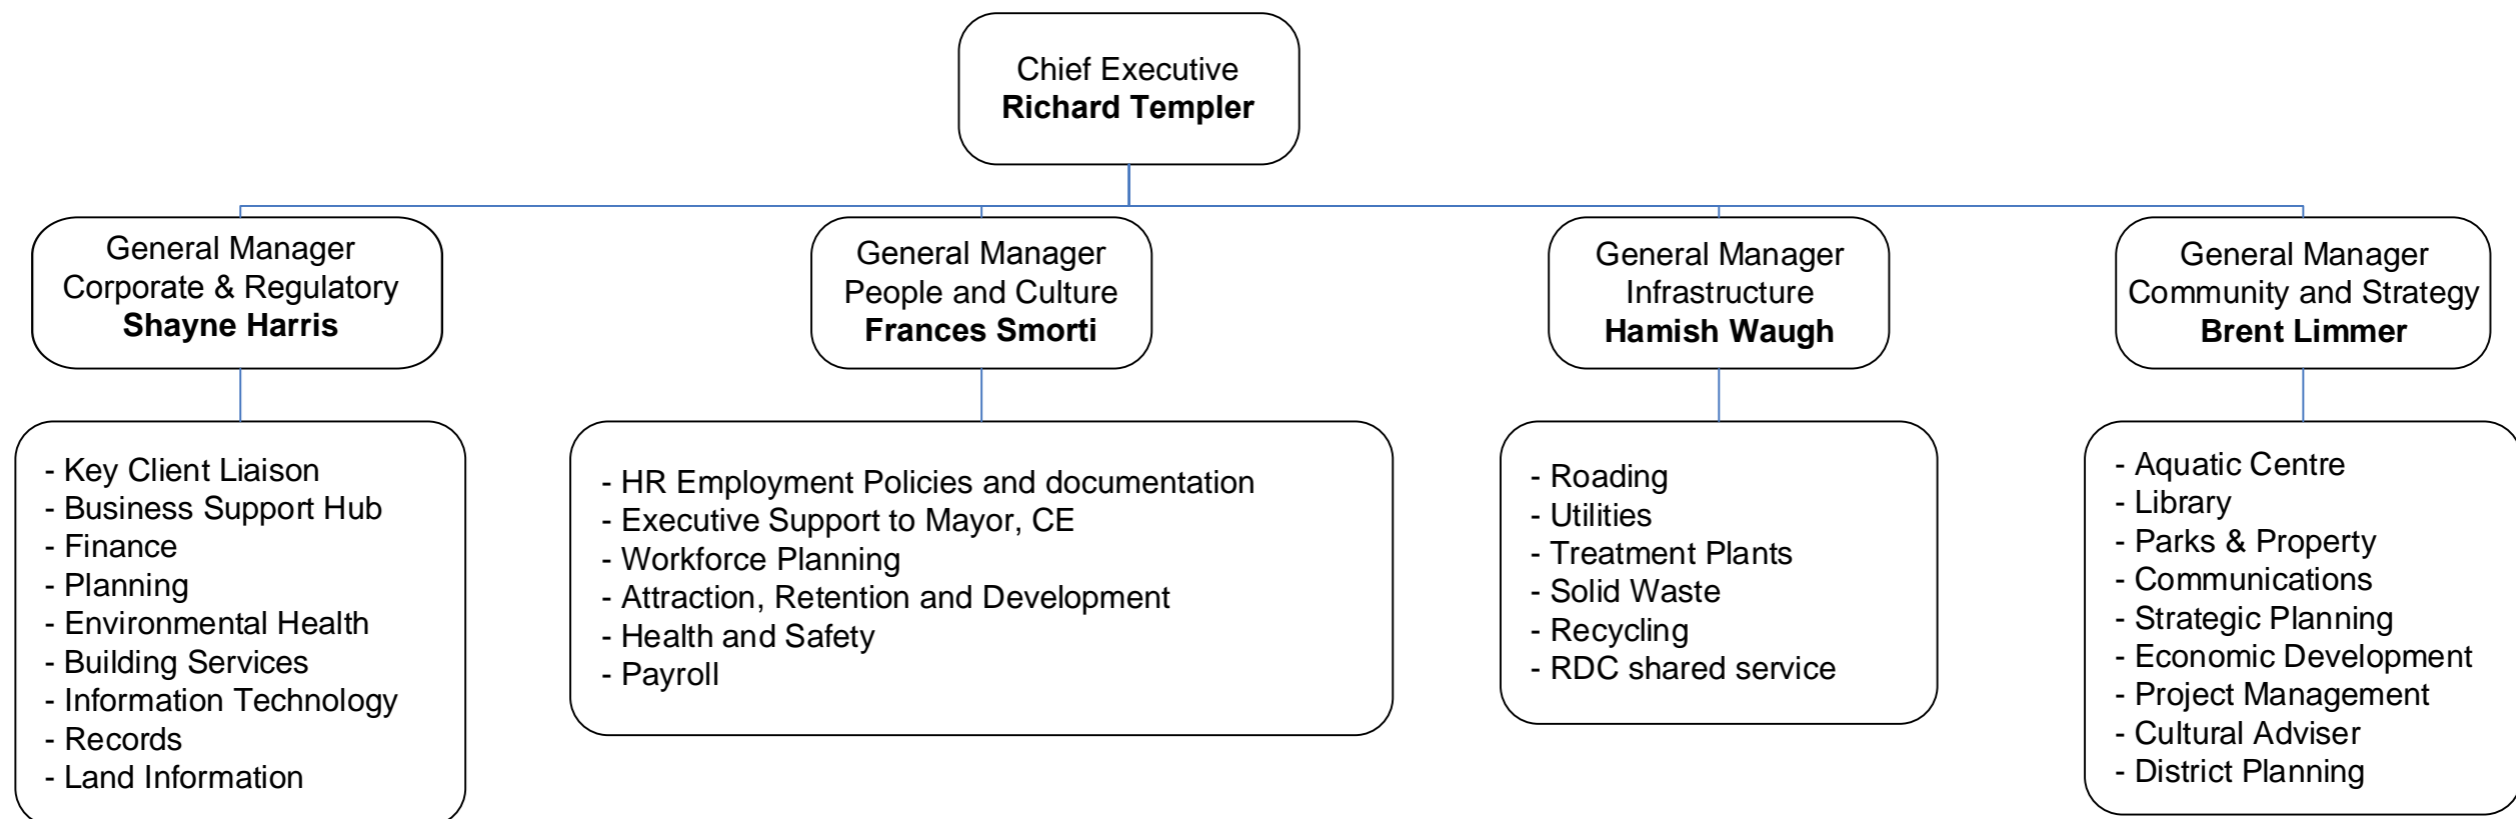 Chief Executive
Richard Templer
General Manager
Corporate & Regulatory
Shayne Harris
General Manager
People and Culture
Frances Smorti
General Manager
Infrastructure
Hamish Waugh
General Manager
Community and Strategy
Brent Limmer
- Key Client Liaison
- Business Support Hub
- Finance
- Planning
- Environmental Health
- Building Services
- Information Technology
- Records
- Land Information
- HR Employment Policies and documentation
- Executive Support to Mayor, CE
- Workforce Planning
- Attraction, Retention and Development
- Health and Safety
- Payroll
- Roading
- Utilities
- Treatment Plants
- Solid Waste
- Recycling
- RDC shared service
- Aquatic Centre
- Library
- Parks & Property
- Communications
- Strategic Planning
- Economic Development
- Project Management
- Cultural Adviser
- District Planning